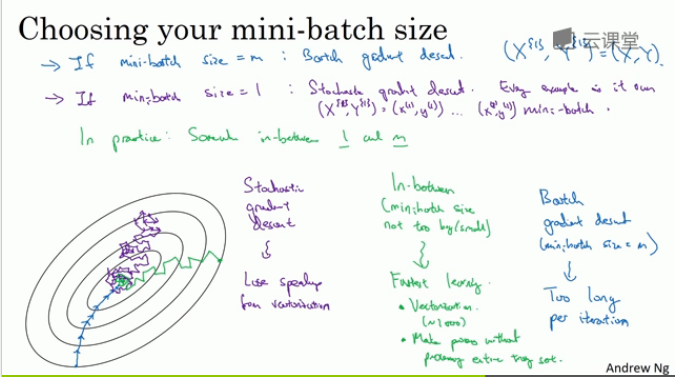 Choosing your mini-batch size
云课堂
→ If mini-batch size = m : Batch gradient descent. (X^{1}, Y^{1}) = (X, Y).
→ If mini-batch size = 1 : Stochastic gradient descent. Every example is it own
(X^{1}, Y^{1}) = (x^(1), y^(1)) ... mini-batch.
In practice: Somewhere in-between 1 and m
Stochastic
gradient
descent
Lose speedup
from vectorization
In-between
(mini-batch size
not too big/small)
Fastest learning.
• Vectorization.
(~1000)
• Make progress without
processing entire training set.
Batch
gradient descent
(mini-batch size = m)
Too long
per iteration
Andrew Ng